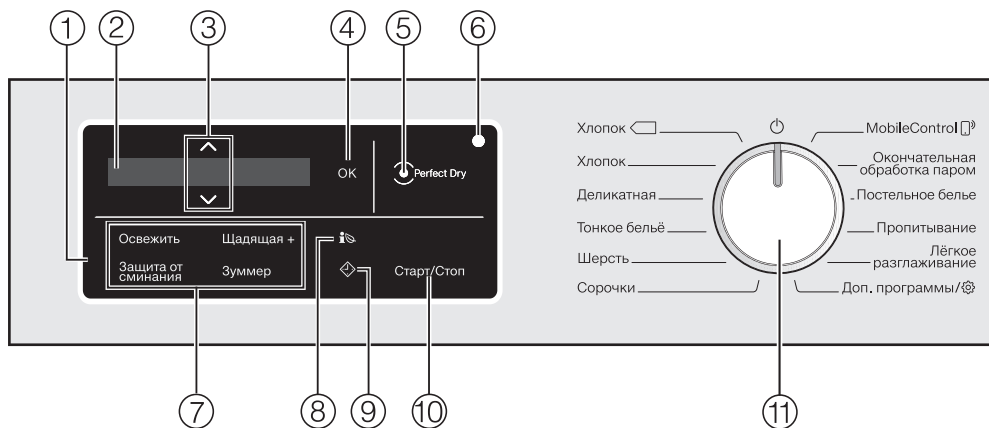 ① ② ③ ④ ⑤ ⑥
OK
Perfect Dry
Освежить
Щадящая +
Защита от
сминания
Зуммер
Старт/Стоп
Хлопок
Хлопок
Деликатная
Тонкое бельё
Шерсть
Сорочки
MobileControl
Окончательная
обработка паром
Постельное белье
Пропитывание
Лёгкое
разглаживание
Доп. программы/
⑦ ⑧ ⑨ ⑩ ⑪